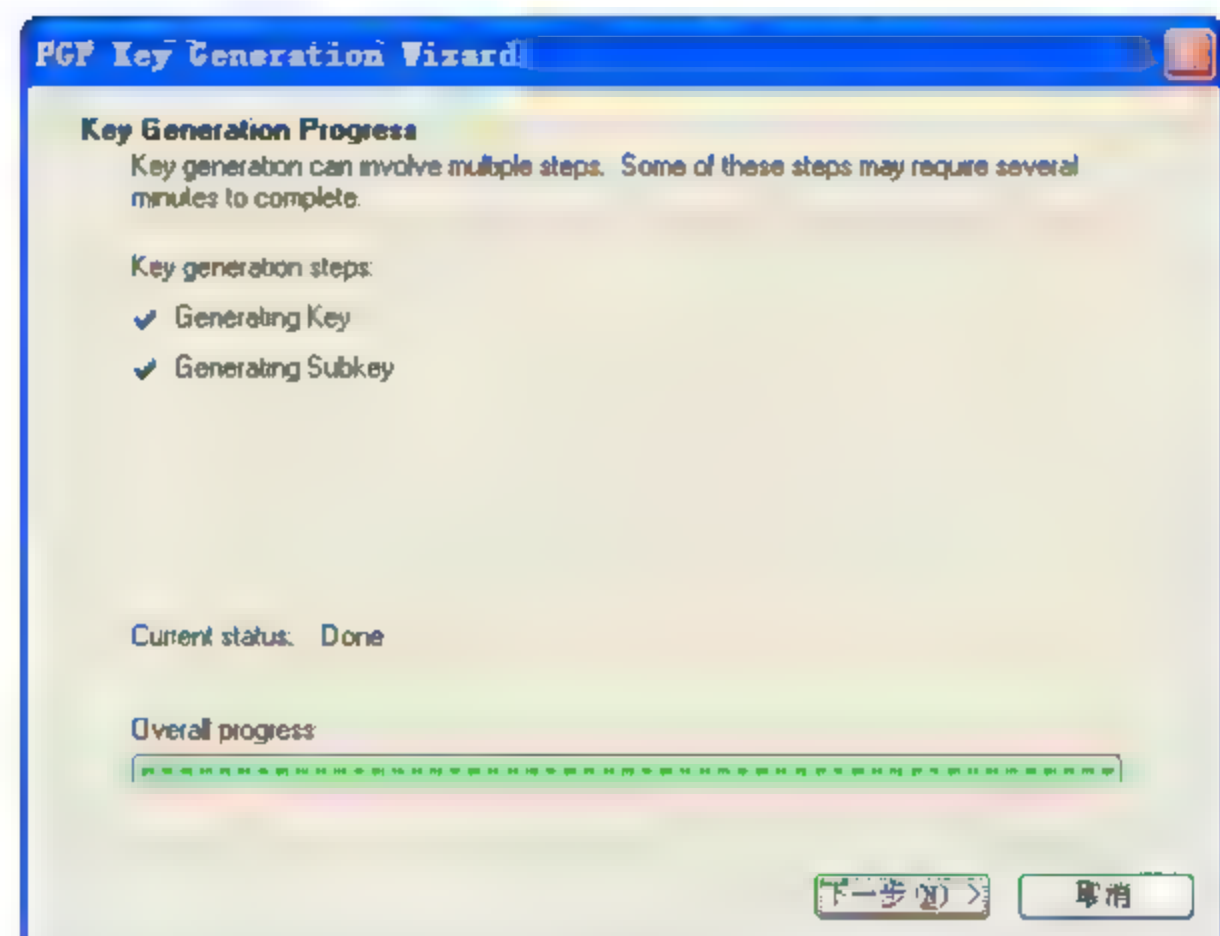 PGP Key Generation Wizard
Key Generation Progress
Key generation can involve multiple steps. Some of these steps may require several
minutes to complete.
Key generation steps:
Generating Key
Generating Subkey
Current status: Done
Overall progress
下一步(N) >
取消